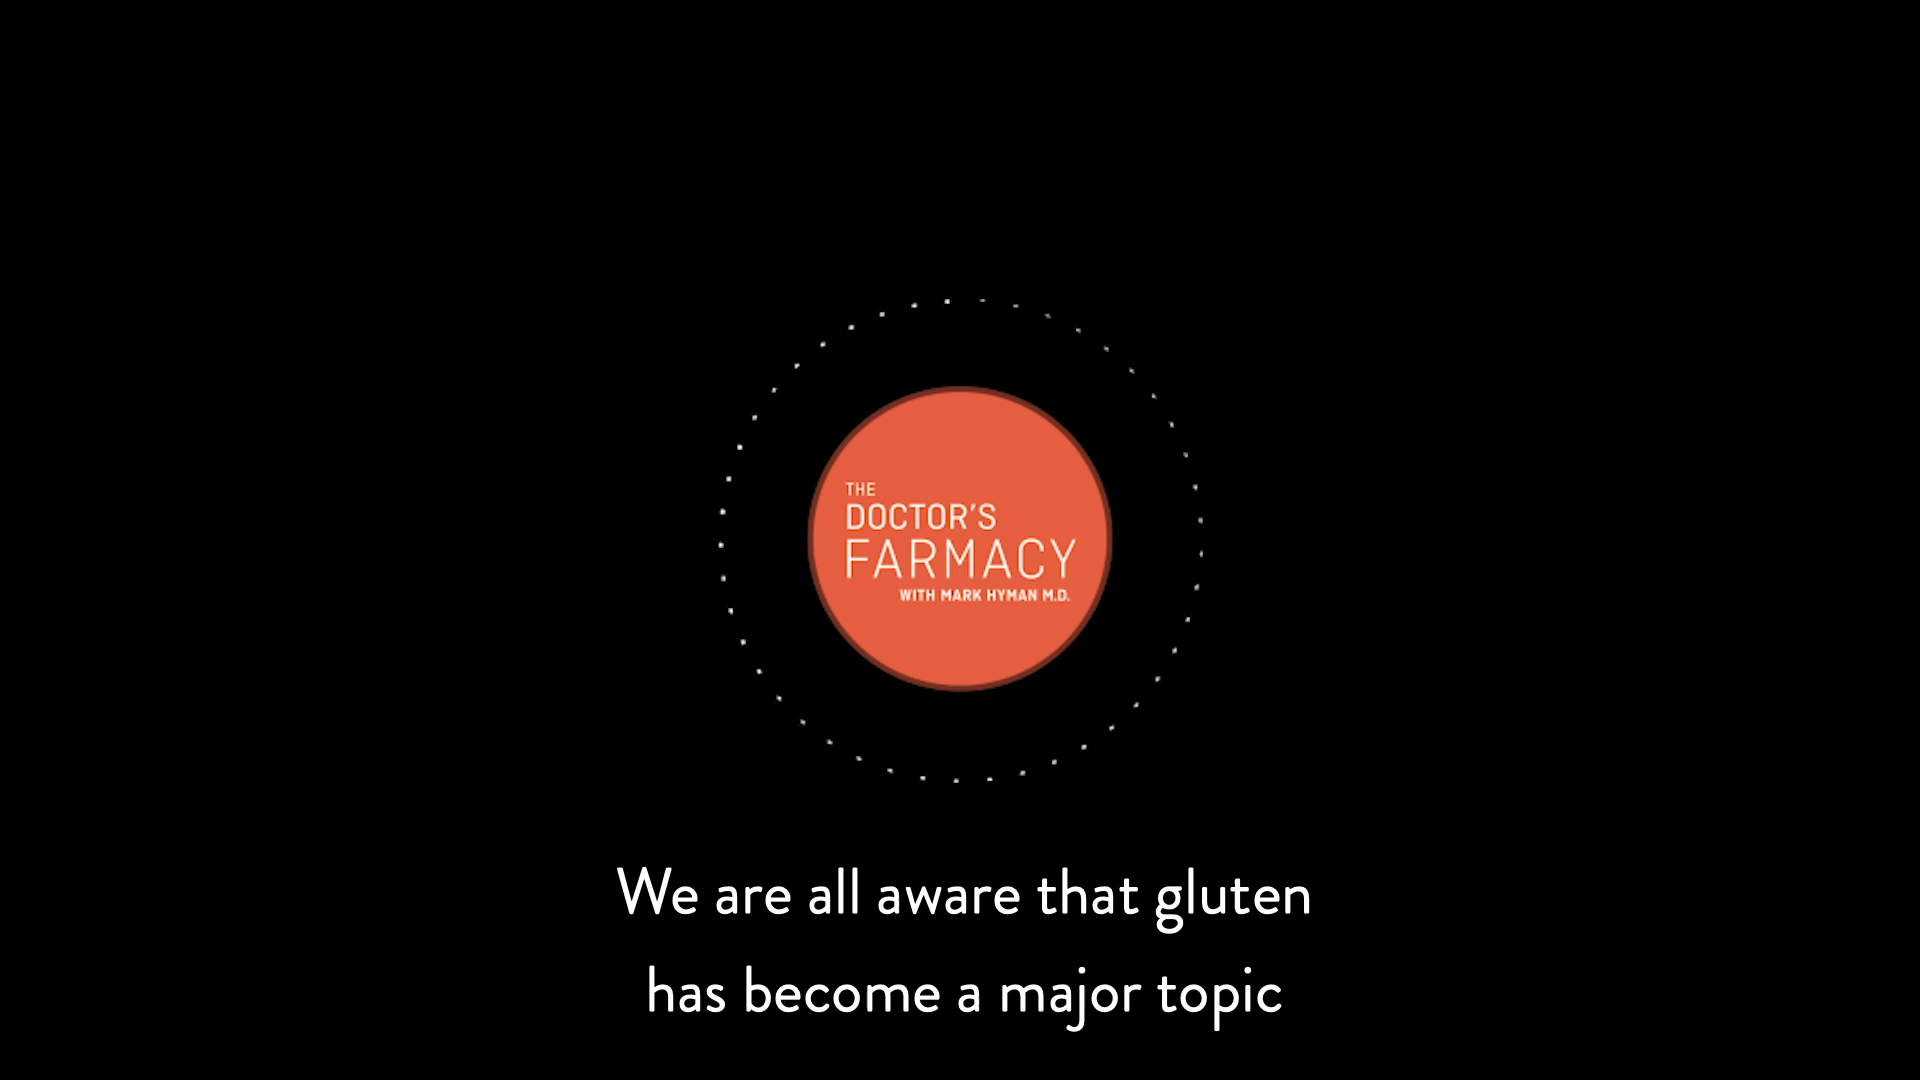 THE
DOCTOR'S
FARMACY
WITH MARK HYMAN M.D.
We are all aware that gluten
has become a major topic